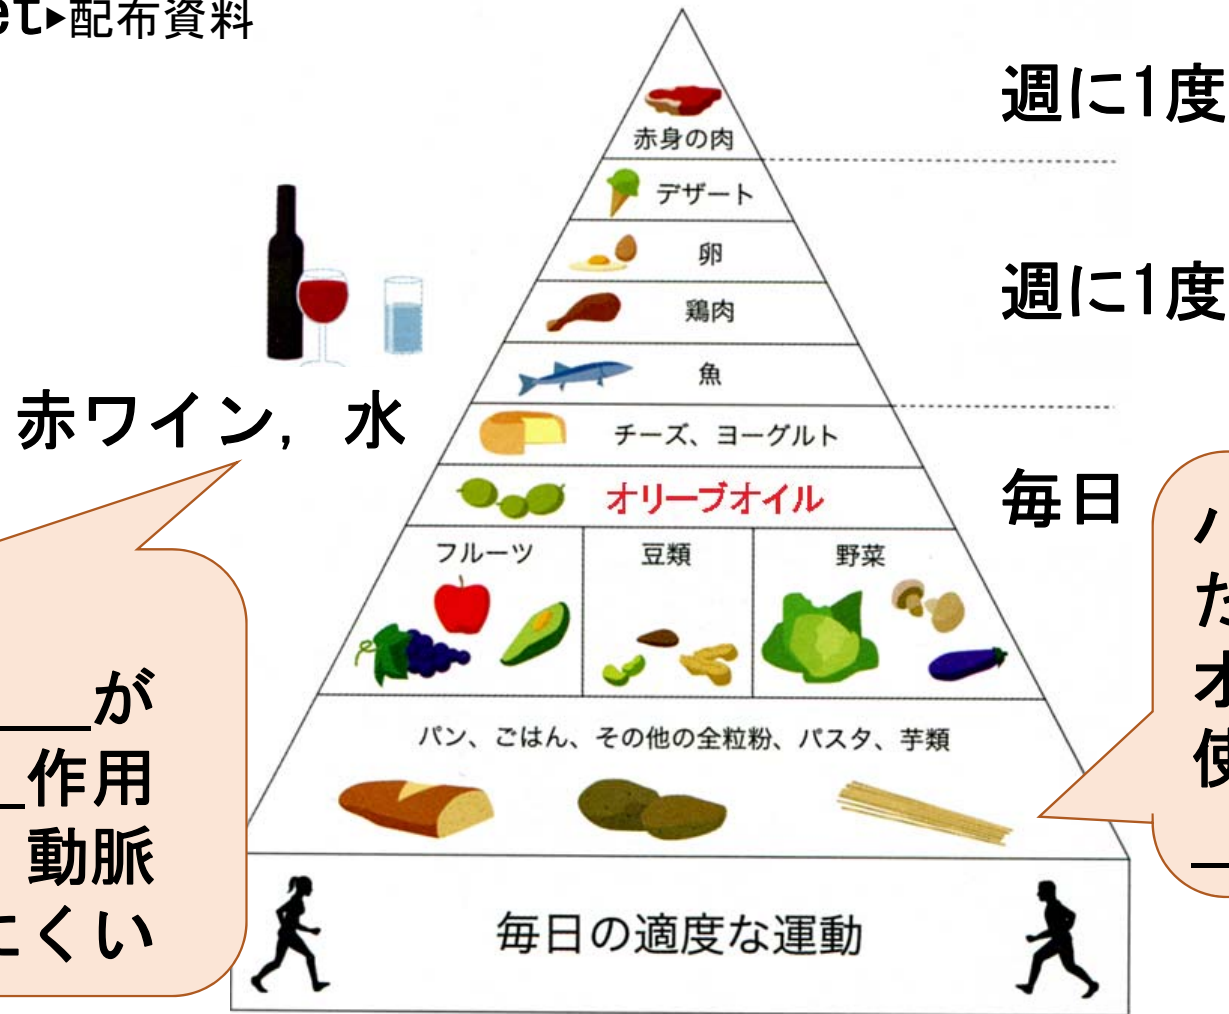 et▸配布資料
週に1度
赤身の肉
デザート
卵
週に1度
鶏肉
魚
赤ワイン, 水
チーズ、ヨーグルト
オリーブオイル
毎日
フルーツ
豆類
野菜
が
作用
動脈
にくい
パン、ごはん、その他の全粒粉、パスタ、芋類
オ
使
毎日の適度な運動